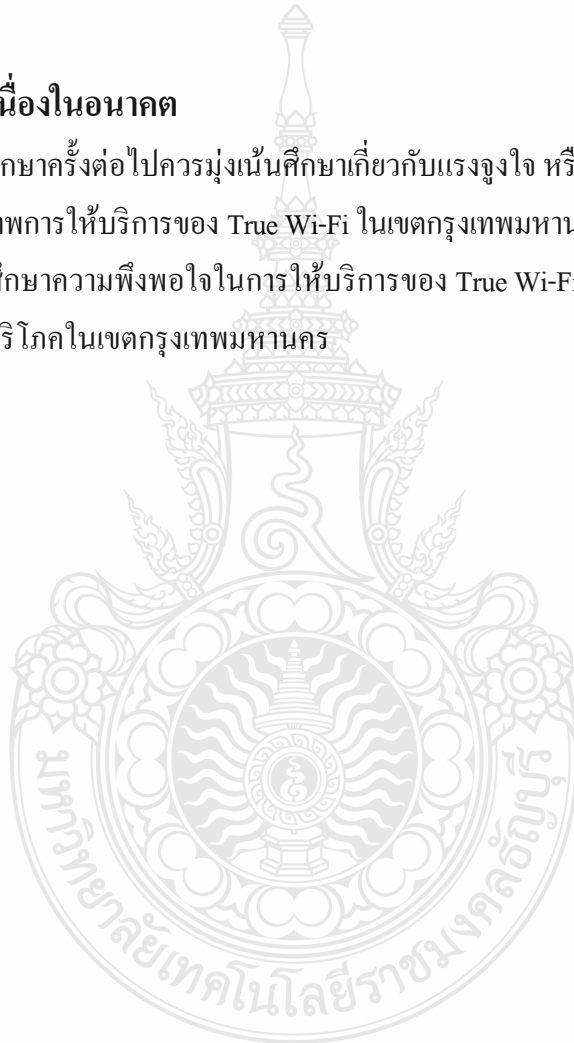 นื่องในอนาคต
กษาครั้งต่อไปควรมุ่งเน้นศึกษาเกี่ยวกับแรงจูงใจ หรือ
าพการให้บริการของ True Wi-Fi ในเขตกรุงเทพมหาน
ศึกษาความพึงพอใจในการให้บริการของ True Wi-Fi
ริโภคในเขตกรุงเทพมหานคร
มหาวิทยาลัยเทคโนโลยีราชมงคลธัญบุรี